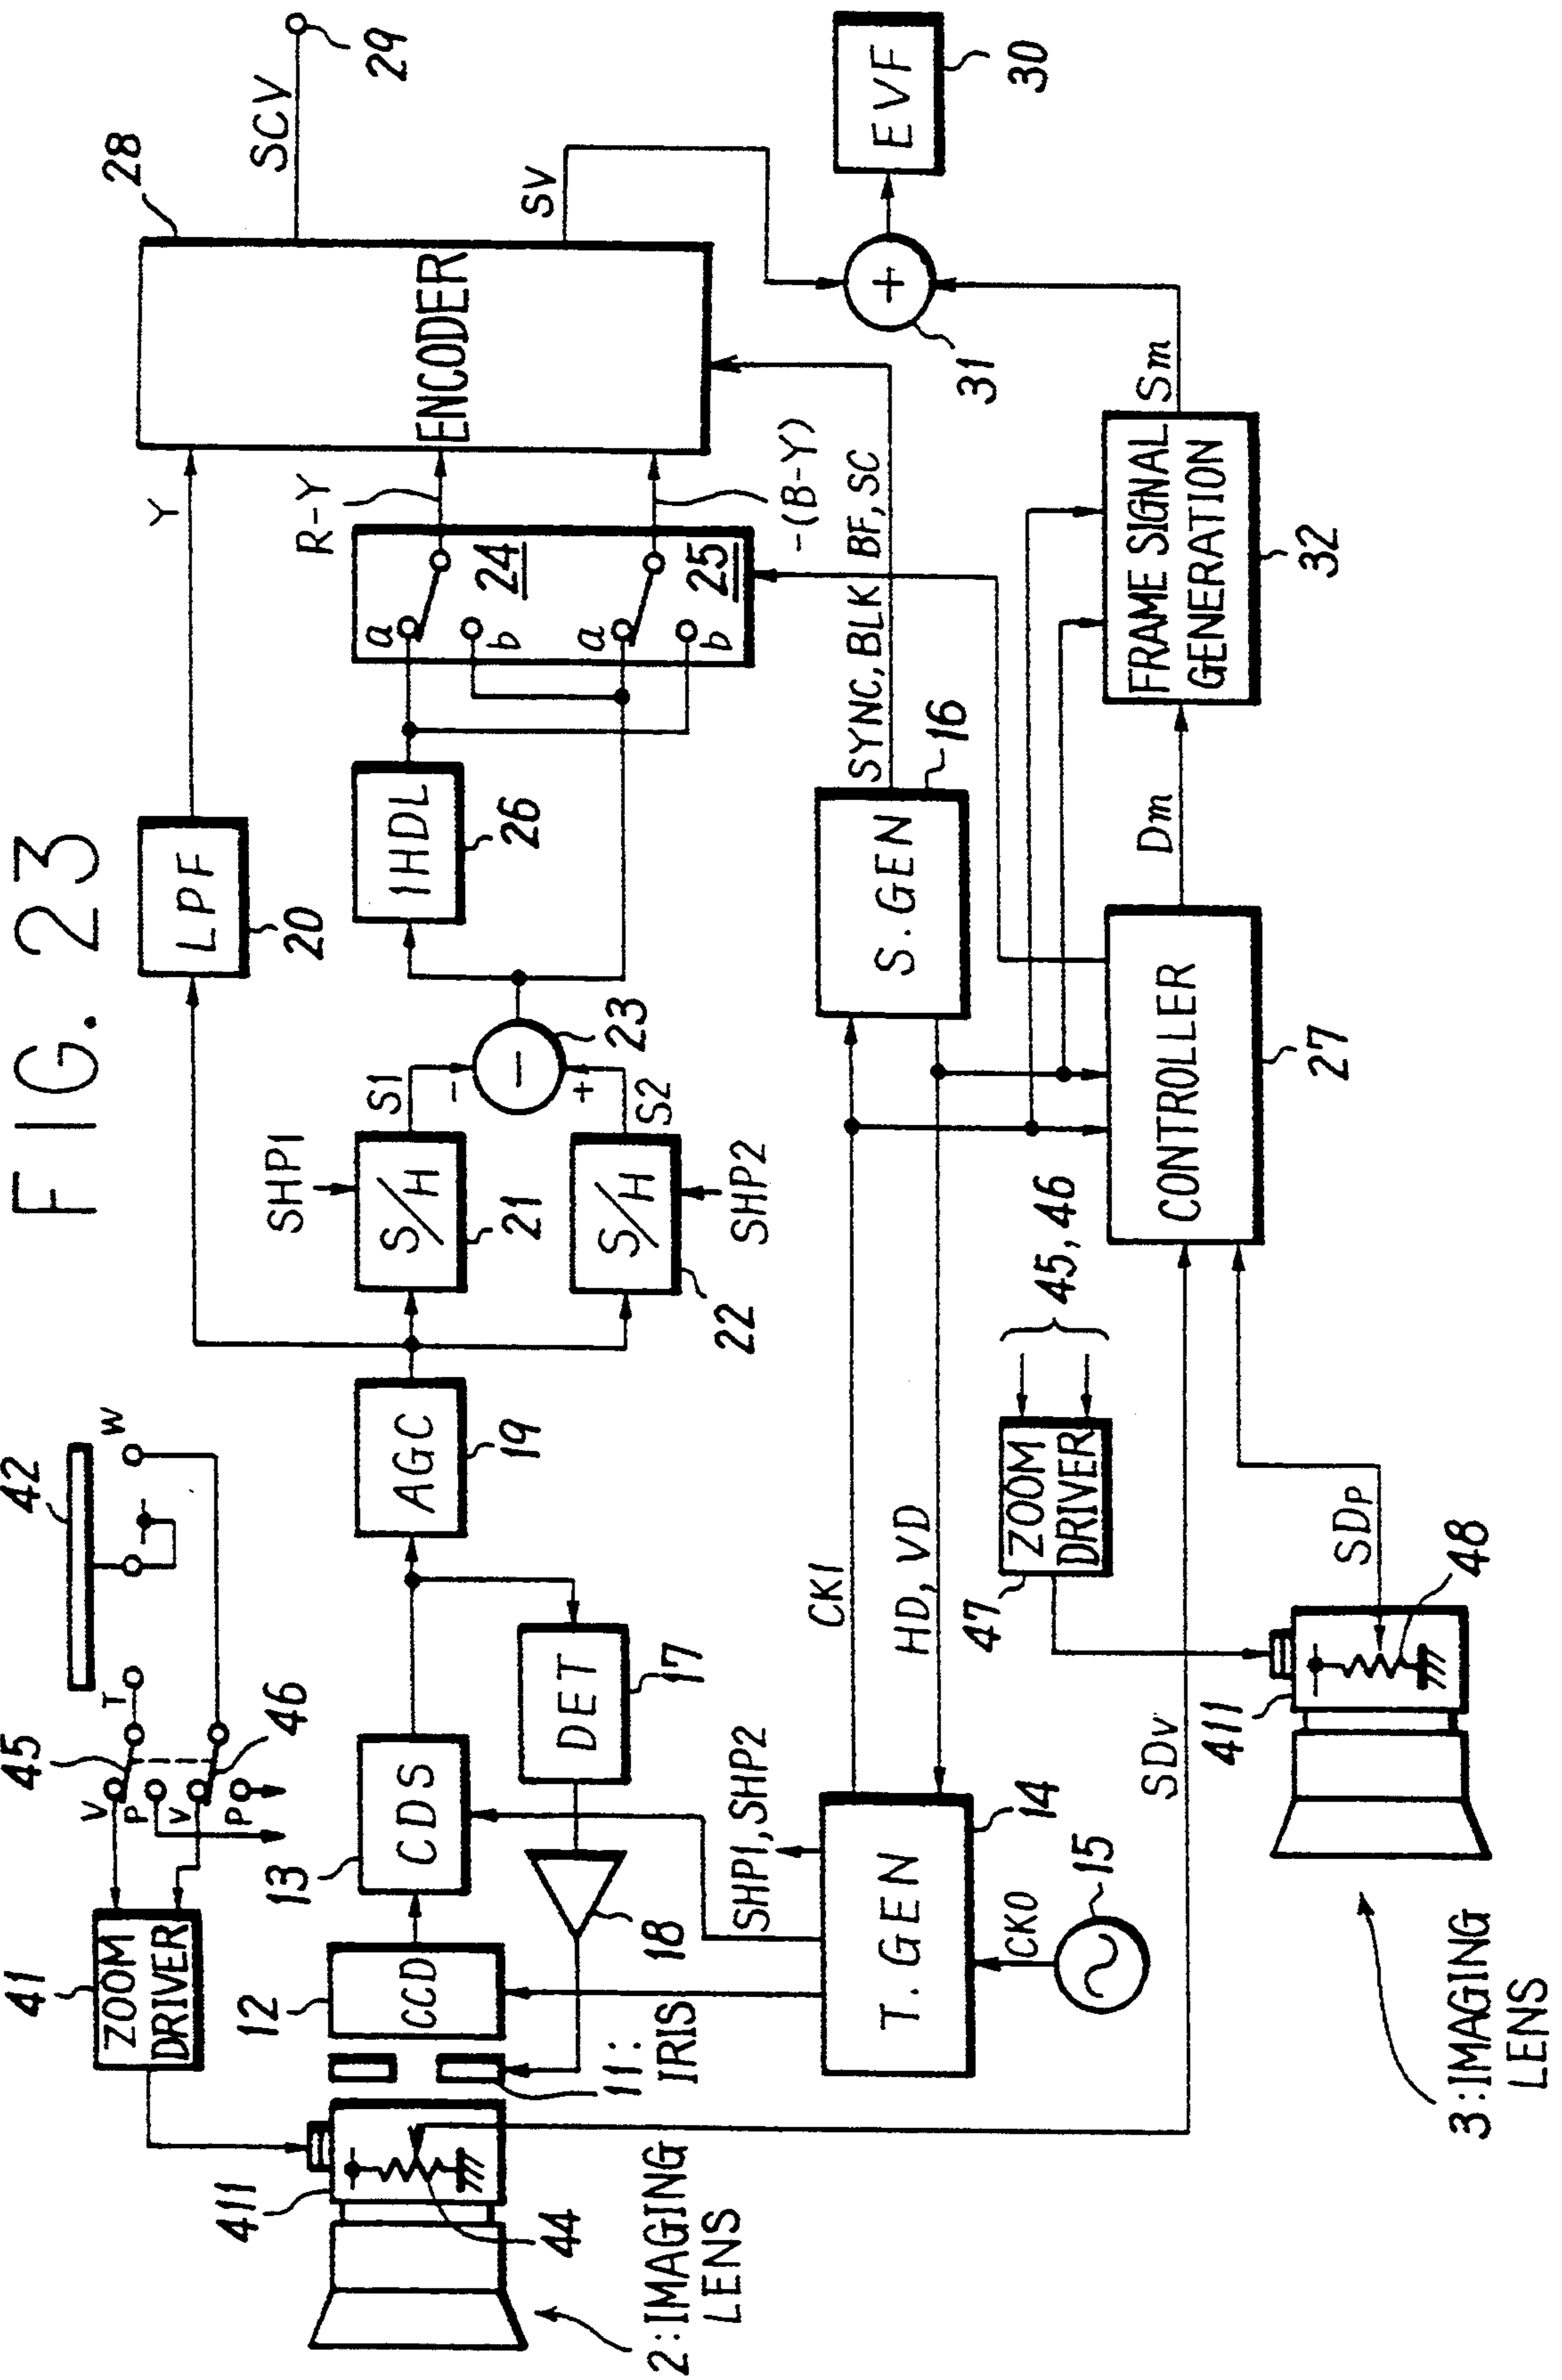 FIG. 23
42
W
T
45
46
V
P
V
P
41
ZOOM
DRIVER
LPF
20
Y
28
SCV
29
ENCODER
SV
R-Y
-(B-Y)
a
b
24
a
b
25
1HDL
26
SHP1
S1
S/H
21
-
-
+
23
S/H
22
S2
SHP2
AGC
19
CDS
13
DET
17
18
CCD
12
11:
IRIS
411
44
2:IMAGING
LENS
EVF
30
+
31
SYNC, BLK BF, SC
S. GEN
16
CK1
HD, VD
SHP1, SHP2
T. GEN
14
CK0
15
Sm
FRAME SIGNAL
GENERATION
32
Dm
CONTROLLER
27
45, 46
ZOOM
DRIVER
47
SDV
SDP
48
411
3:IMAGING
LENS